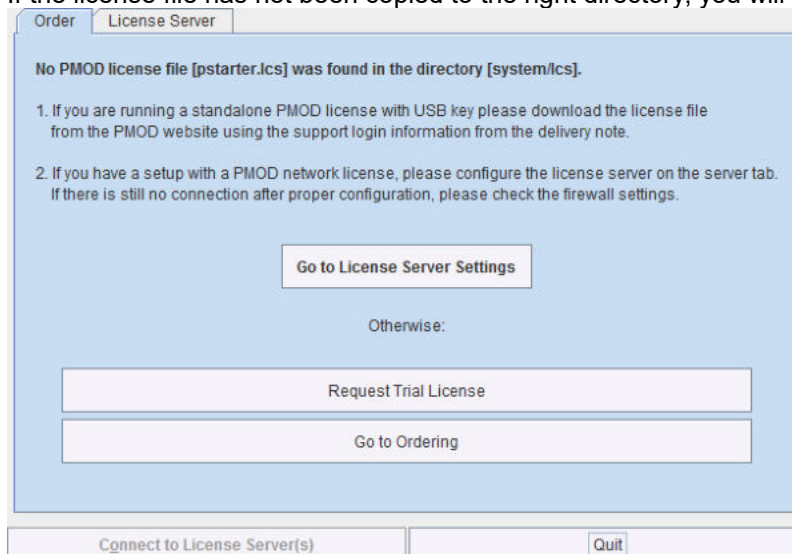 If the license file has not been copied to the right directory, you will
Order
License Server
No PMOD license file [pstarter.lcs] was found in the directory [system/lcs].
1. If you are running a standalone PMOD license with USB key please download the license file
from the PMOD website using the support login information from the delivery note.
2. If you have a setup with a PMOD network license, please configure the license server on the server tab.
If there is still no connection after proper configuration, please check the firewall settings.
Go to License Server Settings
Otherwise:
Request Trial License
Go to Ordering
Connect to License Server(s)
Quit